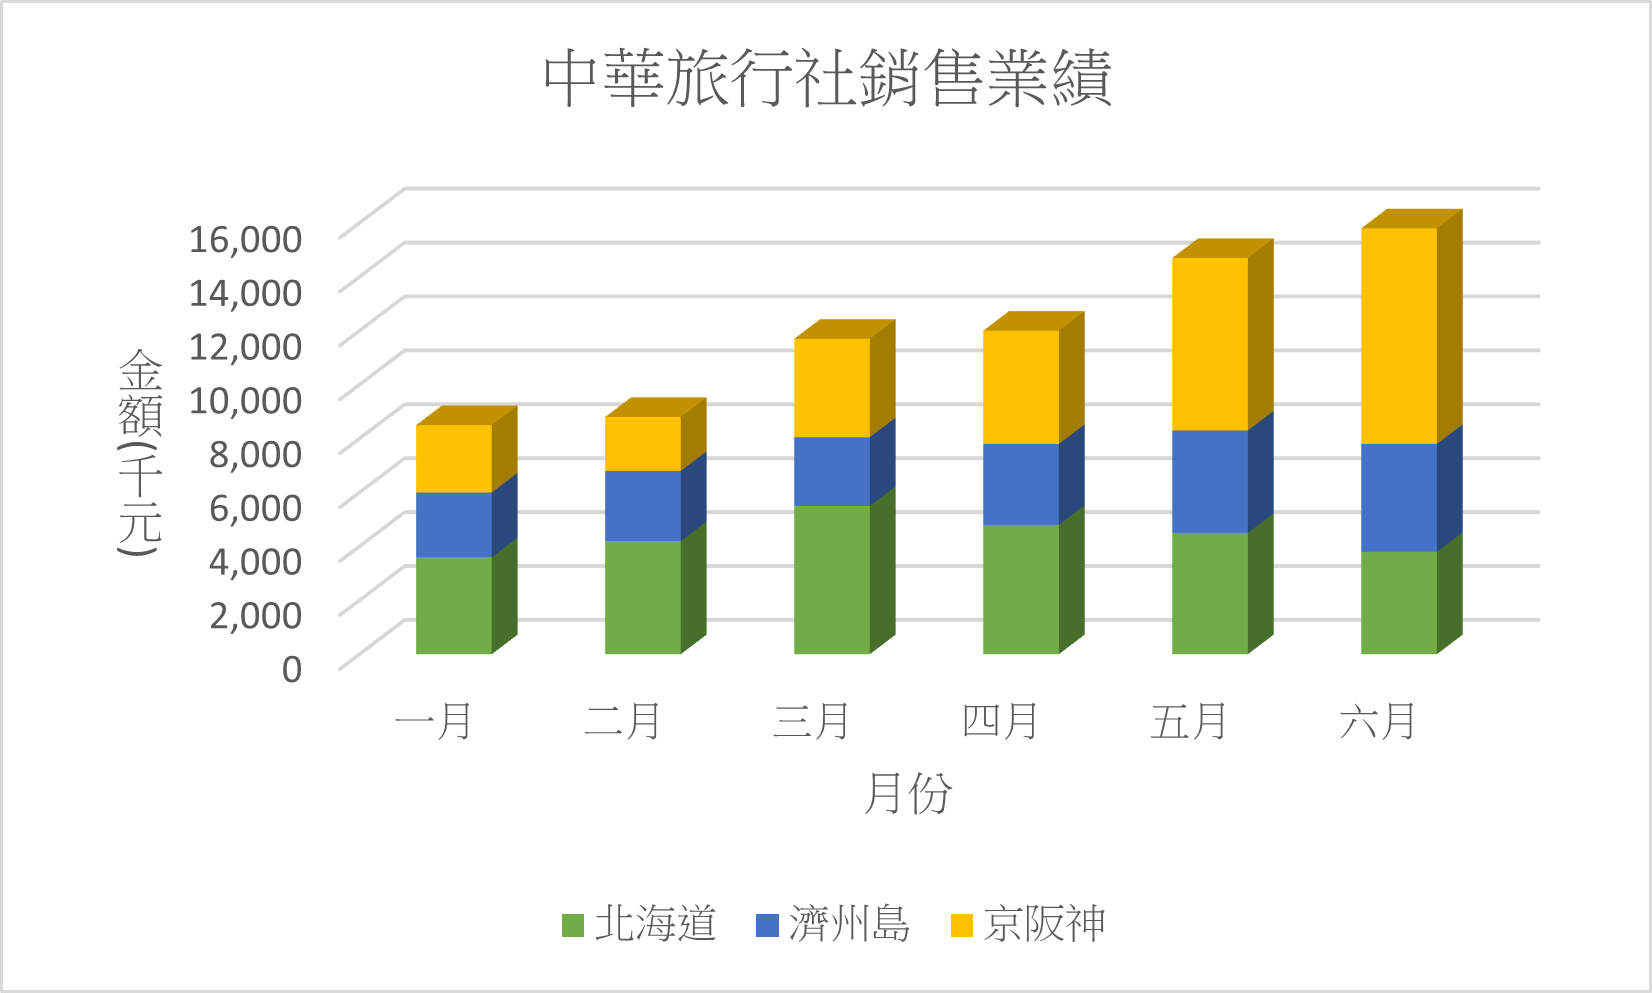 中華旅行社銷售業績
16,000
14,000
12,000
10,000
8,000
6,000
4,000
2,000
0
金額(千元)
一月 二月 三月 四月 五月 六月
月份
北海道 濟州島 京阪神